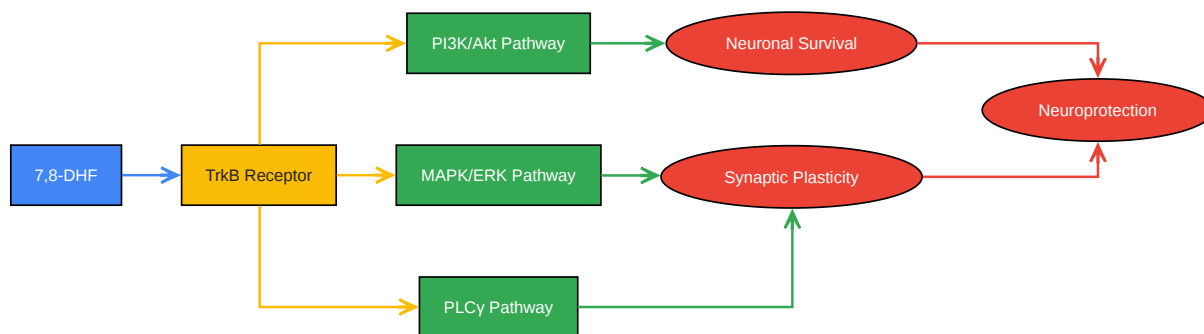 PI3K/Akt Pathway
Neuronal Survival
Neuroprotection
7,8-DHF
TrkB Receptor
MAPK/ERK Pathway
Synaptic Plasticity
PLCγ Pathway